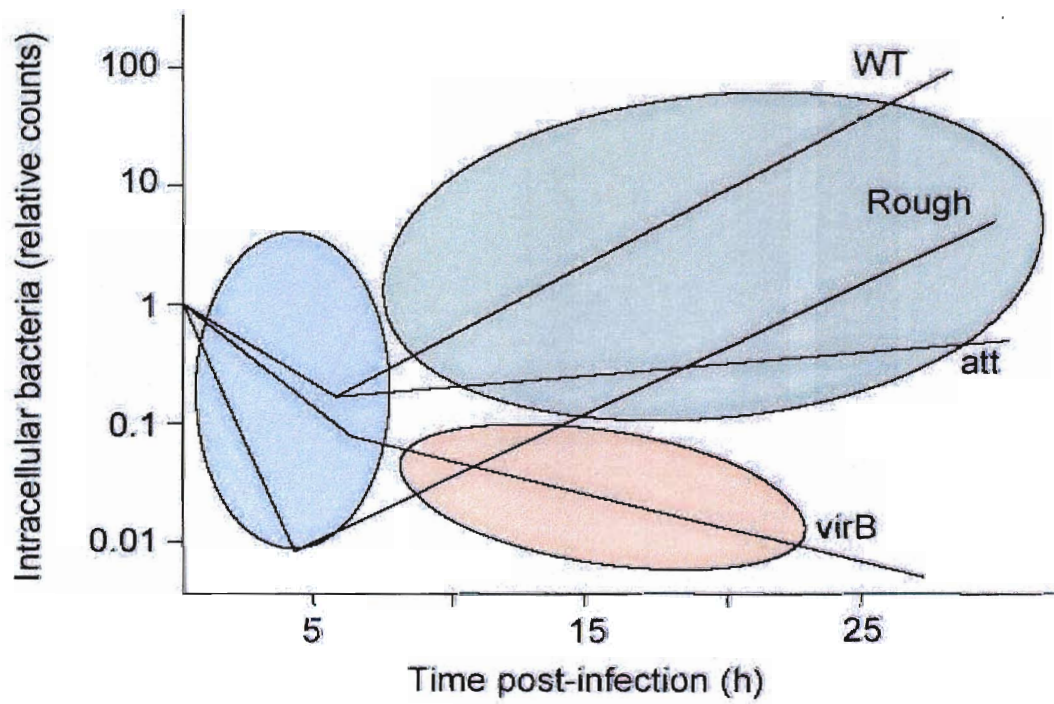 Intracellular bacteria (relative counts)
100
10
1
0.1
0.01
WT
Rough
att
virB
5
15
25
Time post-infection (h)